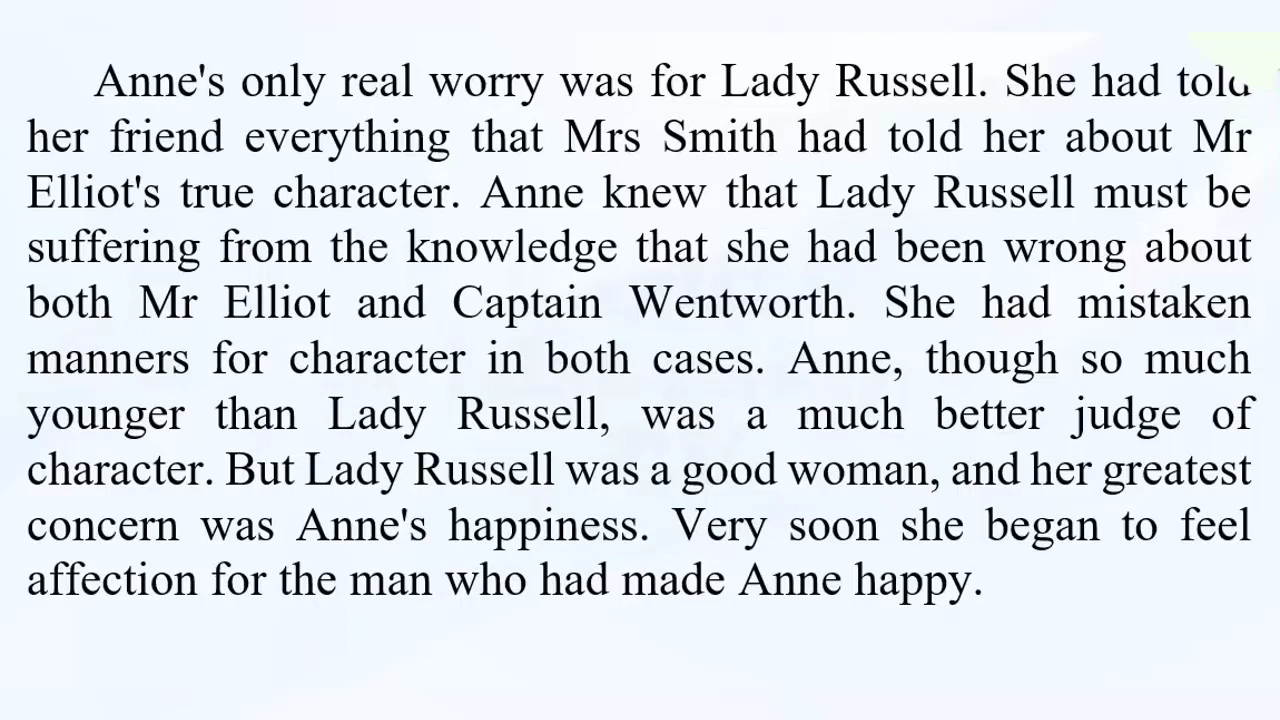 Anne's only real worry was for Lady Russell. She had told
her friend everything that Mrs Smith had told her about Mr
Elliot's true character. Anne knew that Lady Russell must be
suffering from the knowledge that she had been wrong about
both Mr Elliot and Captain Wentworth. She had mistaken
manners for character in both cases. Anne, though so much
younger than Lady Russell, was a much better judge of
character. But Lady Russell was a good woman, and her greatest
concern was Anne's happiness. Very soon she began to feel
affection for the man who had made Anne happy.